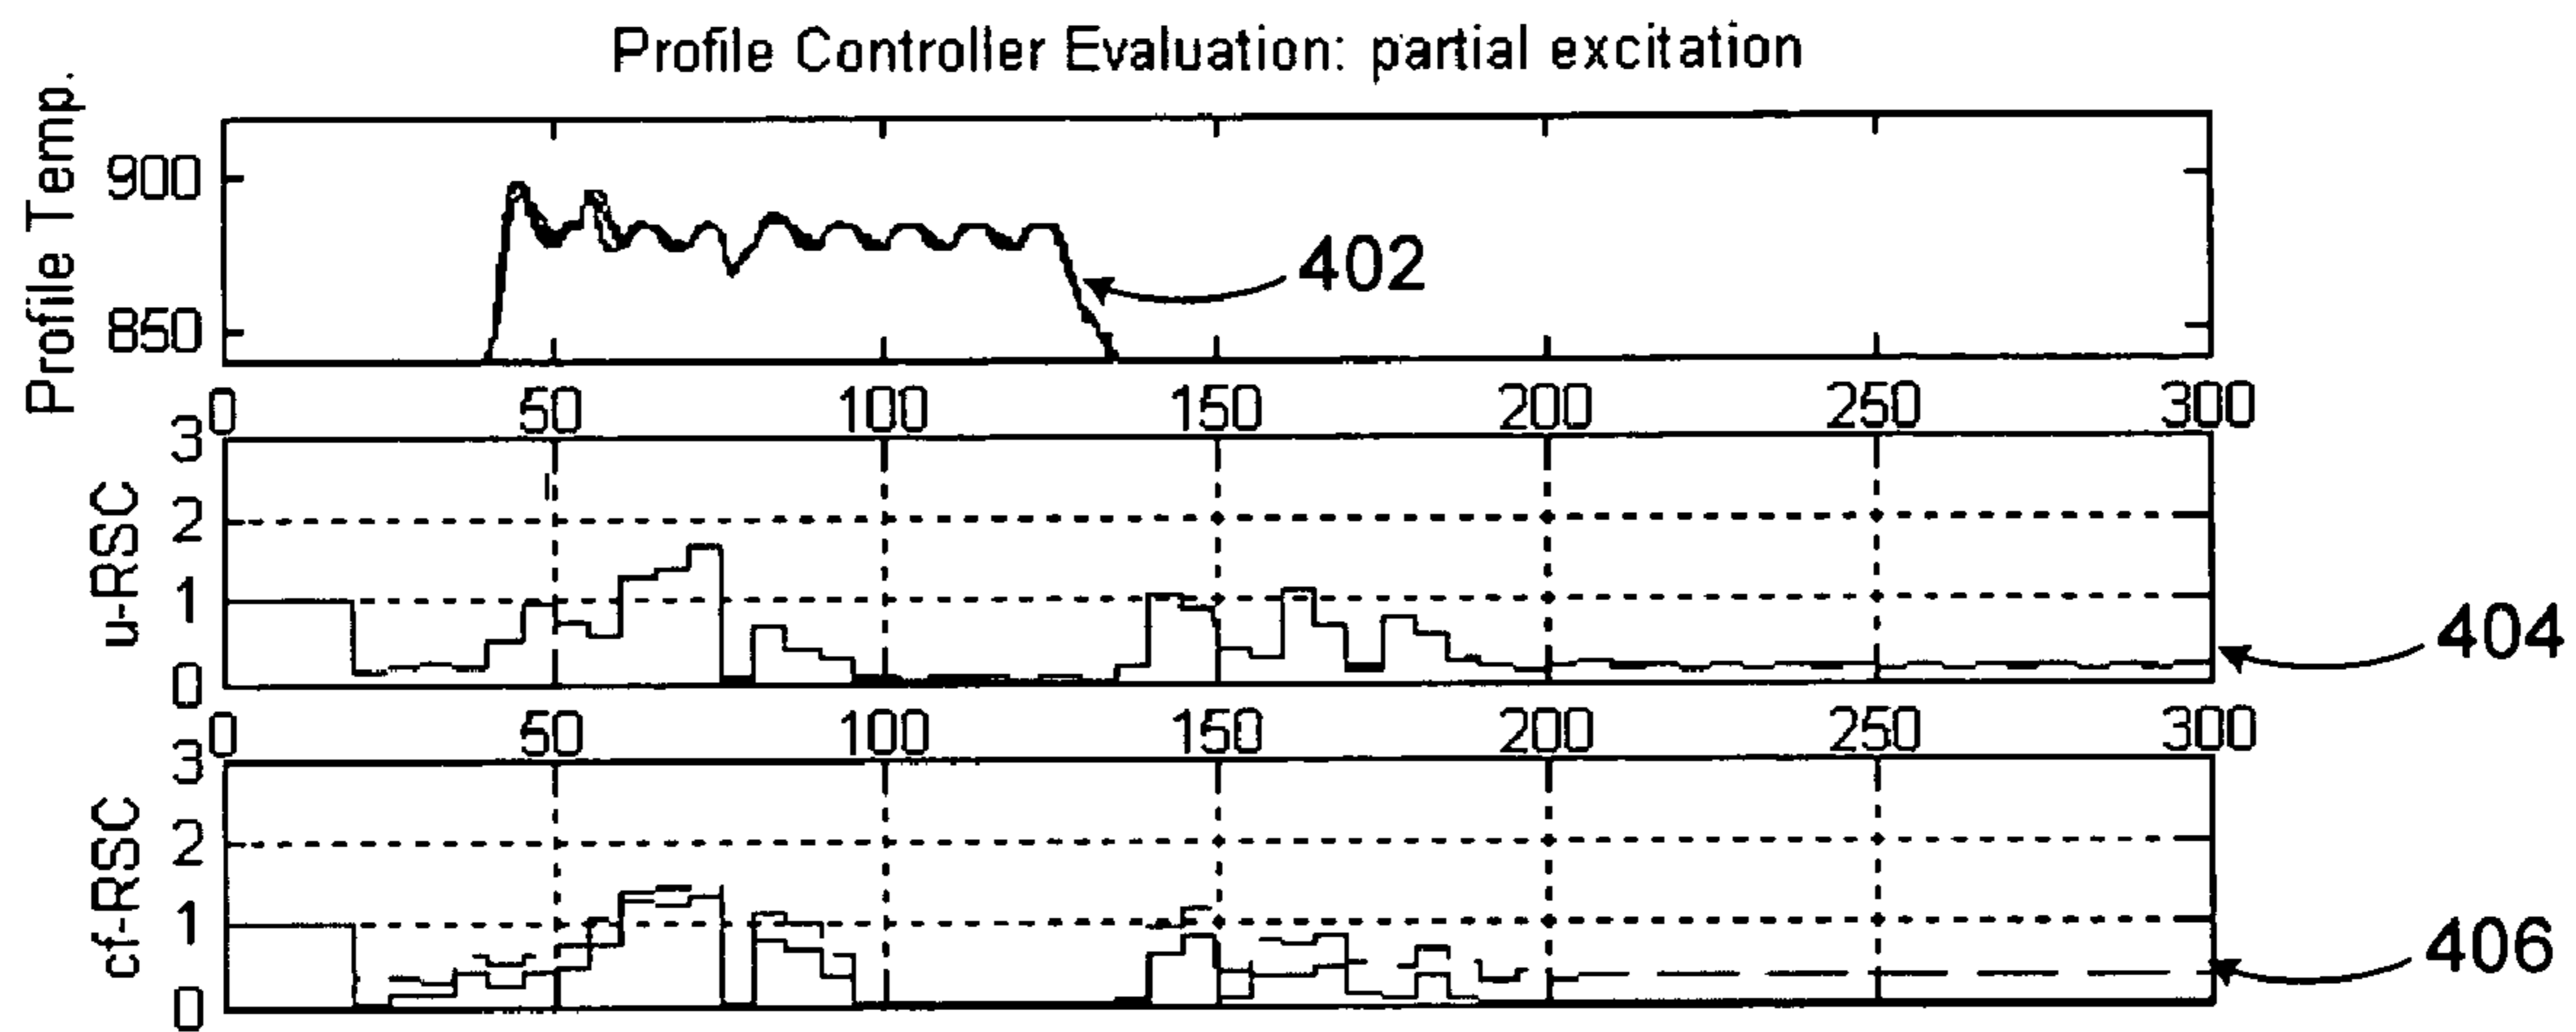 Profile Controller Evaluation: partial excitation
Profile Temp.
900
850
402
0 50 100 150 200 250 300
u-RSC
3
2
1
0
404
0 50 100 150 200 250 300
cf-RSC
3
2
1
0
406